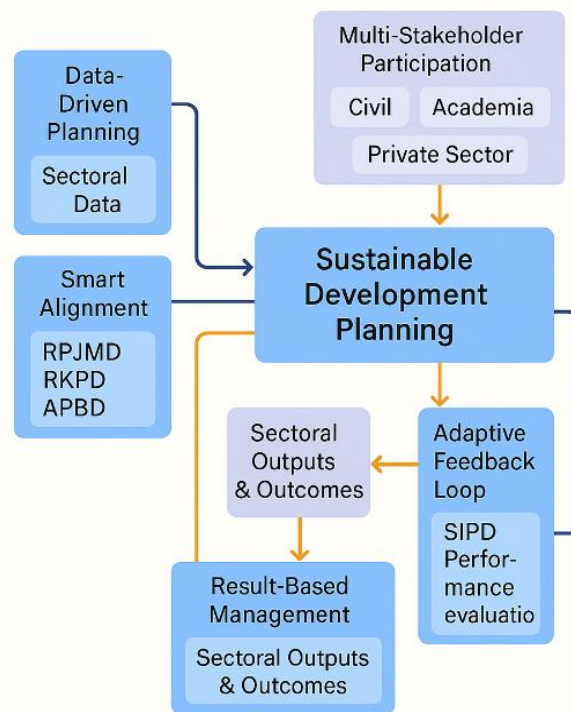 Data-
Driven
Planning
Sectoral
Data
Multi-Stakeholder
Participation
Civil
Academia
Private Sector
Smart
Alignment
RPJMD
RKPD
APBD
Sustainable
Development
Planning
Sectoral
Outputs
& Outcomes
Adaptive
Feedback
Loop
SIPD
Perfor-
mance
evaluatio
Result-Based
Management
Sectoral Outputs
& Outcomes